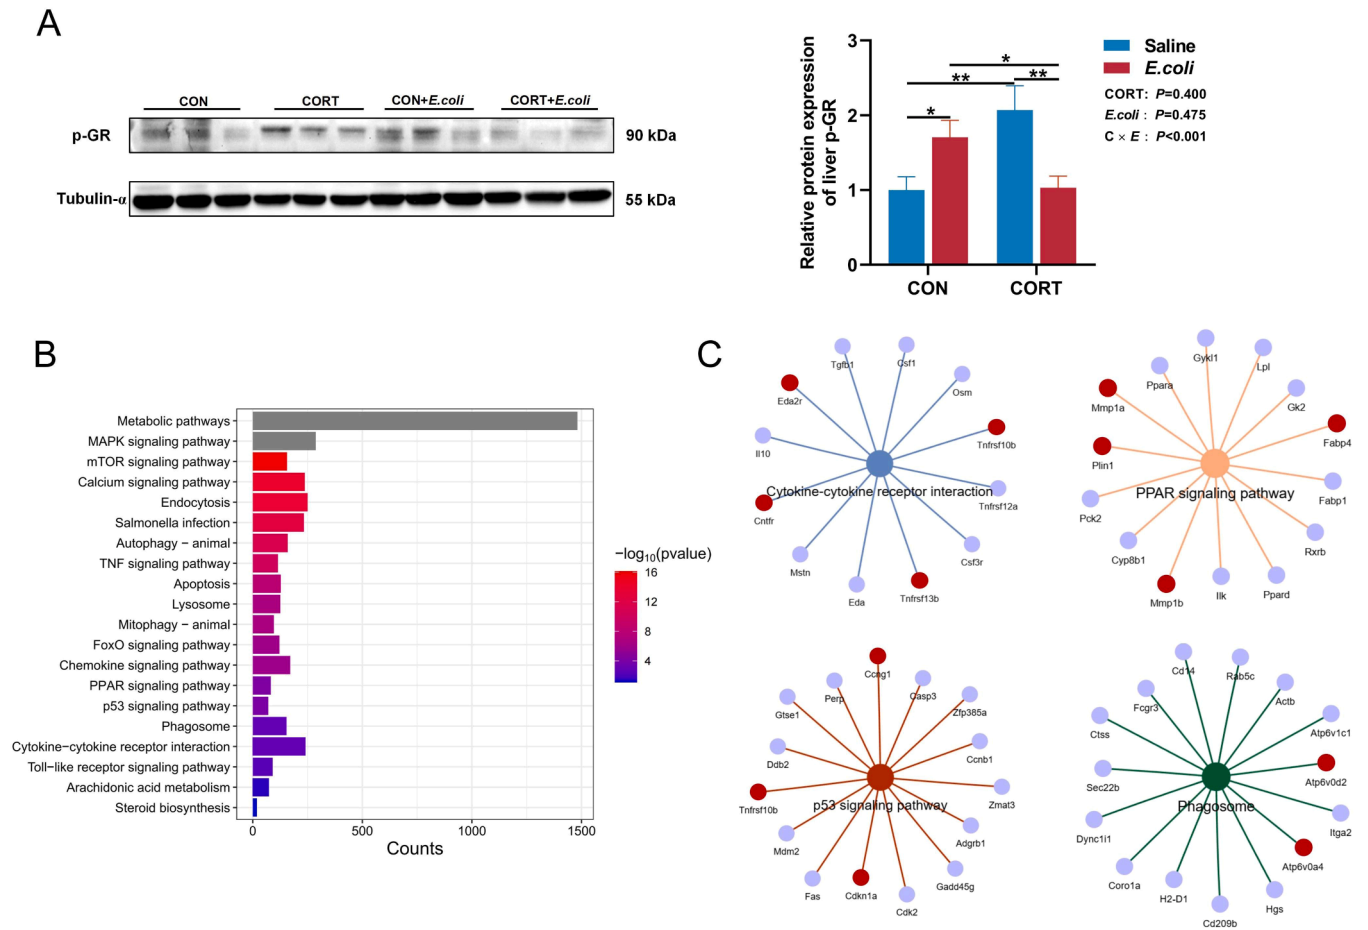 A
CON
CORT
CON+E.coli
CORT+E.coli
p-GR
90 kDa
Tubulin-α
55 kDa
Relative protein expression
of liver p-GR
3
2
1
0
*
**
*
**
CON
CORT
Saline
E.coli
CORT: P=0.400
E.coli : P=0.475
C × E : P<0.001
B
Metabolic pathways
MAPK signaling pathway
mTOR signaling pathway
Calcium signaling pathway
Endocytosis
Salmonella infection
Autophagy − animal
TNF signaling pathway
Apoptosis
Lysosome
Mitophagy − animal
FoxO signaling pathway
Chemokine signaling pathway
PPAR signaling pathway
p53 signaling pathway
Phagosome
Cytokine−cytokine receptor interaction
Toll−like receptor signaling pathway
Arachidonic acid metabolism
Steroid biosynthesis
0
500
1000
1500
Counts
−log10(pvalue)
16
12
8
4
C
Tgfb1
Csf1
Osm
Eda2r
Tnfrsf10b
Il10
Cytokine-cytokine receptor interaction
Tnfrsf12a
Cntfr
Csf3r
Mstn
Eda
Tnfrsf13b
Gykl1
Lpl
Ppara
Gk2
Mmp1a
Fabp4
Plin1
PPAR signaling pathway
Fabp1
Pck2
Rxrb
Cyp8b1
Ppard
Ilk
Mmp1b
Ccng1
Perp
Casp3
Gtse1
Zfp385a
Ddb2
Ccnb1
Tnfrsf10b
p53 signaling pathway
Zmat3
Mdm2
Adgrb1
Fas
Gadd45g
Cdkn1a
Cdk2
Cd14
Rab5c
Fcgr3
Actb
Ctss
Atp6v1c1
Sec22b
Atp6v0d2
Phagosome
Dync1i1
Itga2
Atp6v0a4
Coro1a
H2-D1
Hgs
Cd209b